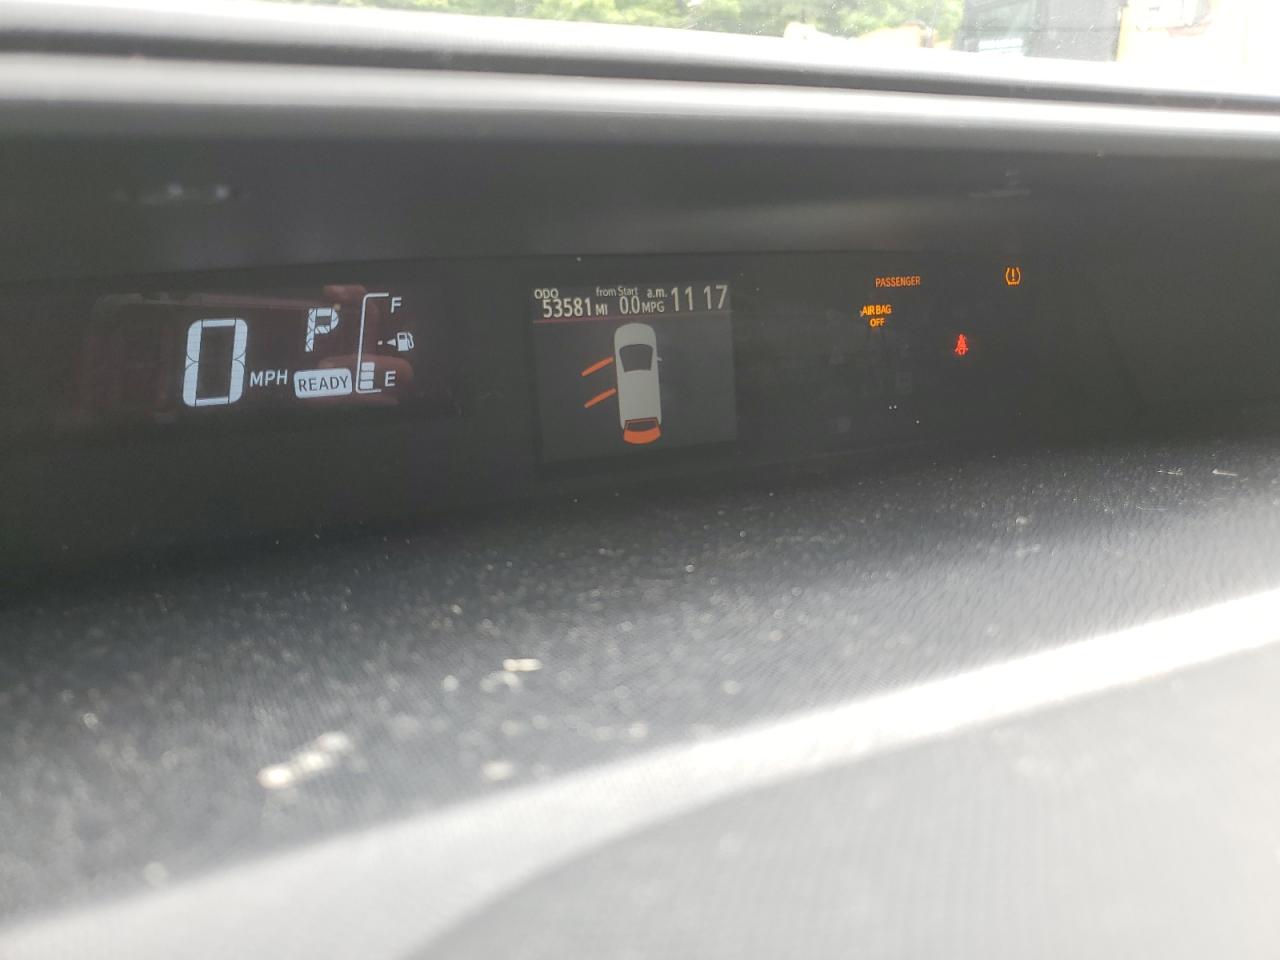 0 MPH
P
READY
F
E
ODO
53581 MI
from Start
0.0 MPG
a.m. 11 17
PASSENGER
AIR BAG
OFF